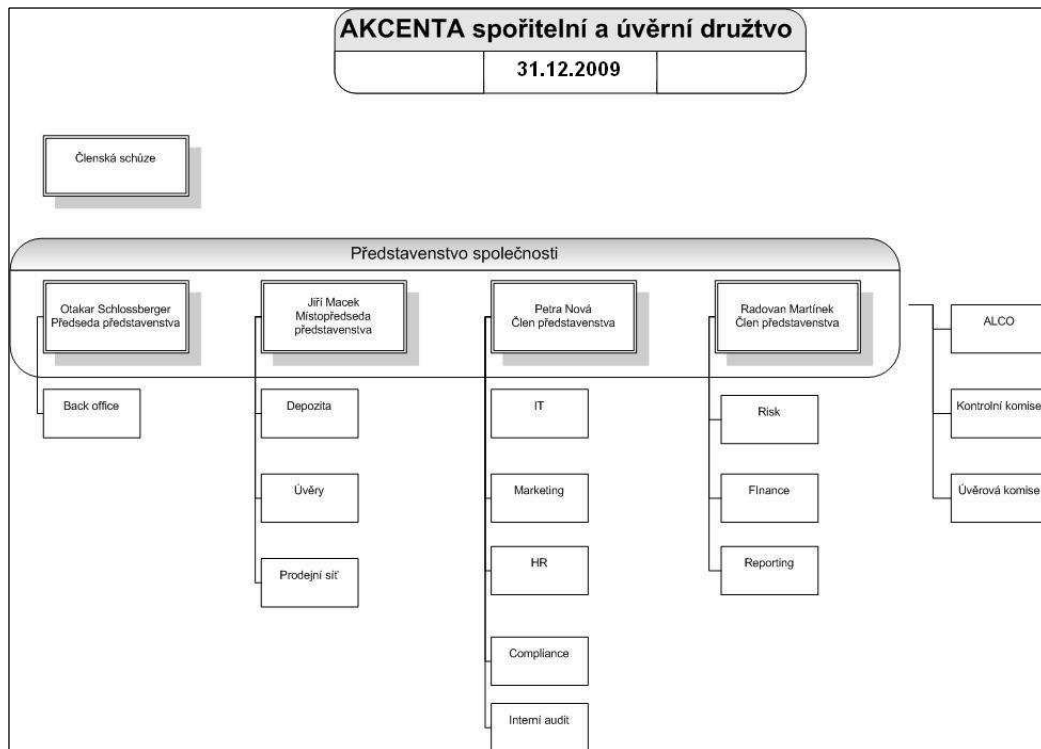 AKCENTA spořitelní a úvěrní družtvo
31.12.2009
Členská schůze
Představenstvo společnosti
Otakar Schlossberger
Předseda představenstva
Jiří Macek
Místopředseda
představenstva
Petra Nová
Člen představenstva
Radovan Martínek
Člen představenstva
ALCO
Back office
Depozita
IT
Risk
Kontrolní komise
Úvěry
Marketing
FInance
Úvěrová komise
Prodejní síť
HR
Reporting
Compliance
Interní audit